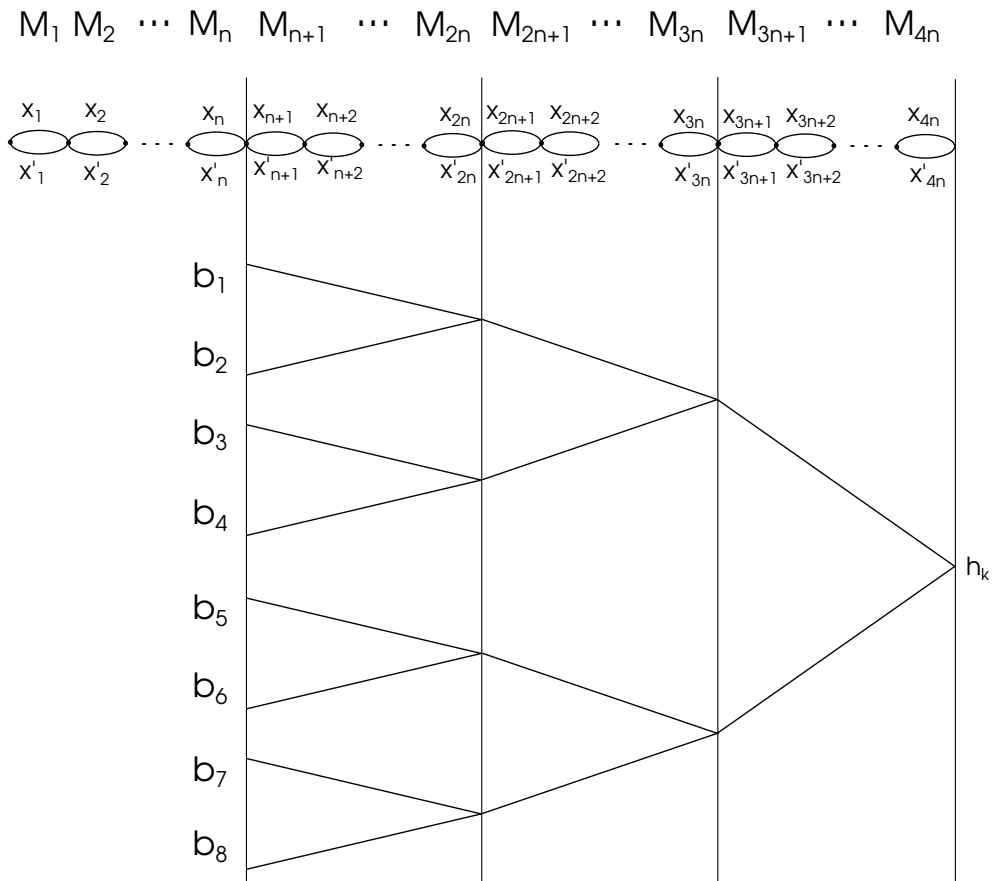 M₁ M₂ ··· Mₙ Mₙ₊₁ ··· M₂ₙ M₂ₙ₊₁ ··· M₃ₙ M₃ₙ₊₁ ··· M₄ₙ
x₁ x₂ xₙ xₙ₊₁ xₙ₊₂ x₂ₙ x₂ₙ₊₁ x₂ₙ₊₂ x₃ₙ x₃ₙ₊₁ x₃ₙ₊₂ x₄ₙ
x'₁ x'₂ x'ₙ x'ₙ₊₁ x'ₙ₊₂ x'₂ₙ x'₂ₙ₊₁ x'₂ₙ₊₂ x'₃ₙ x'₃ₙ₊₁ x'₃ₙ₊₂ x'₄ₙ
b₁
b₂
b₃
b₄
hₖ
b₅
b₆
b₇
b₈